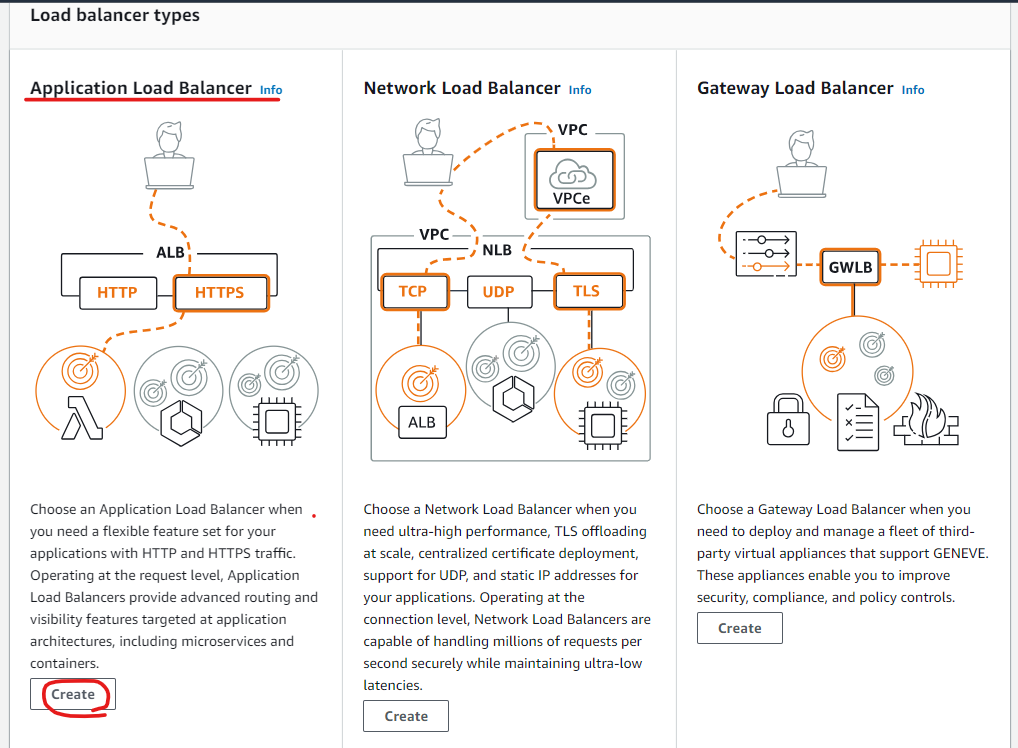 Load balancer types
Application Load Balancer Info
ALB
HTTP
HTTPS
Choose an Application Load Balancer when
you need a flexible feature set for your
applications with HTTP and HTTPS traffic.
Operating at the request level, Application
Load Balancers provide advanced routing and
visibility features targeted at application
architectures, including microservices and
containers.
Create
Network Load Balancer Info
VPC
VPCe
VPC
NLB
TCP
UDP
TLS
ALB
Choose a Network Load Balancer when you
need ultra-high performance, TLS offloading
at scale, centralized certificate deployment,
support for UDP, and static IP addresses for
your applications. Operating at the
connection level, Network Load Balancers are
capable of handling millions of requests per
second securely while maintaining ultra-low
latencies.
Create
Gateway Load Balancer Info
GWLB
Choose a Gateway Load Balancer when you
need to deploy and manage a fleet of third-
party virtual appliances that support GENEVE.
These appliances enable you to improve
security, compliance, and policy controls.
Create